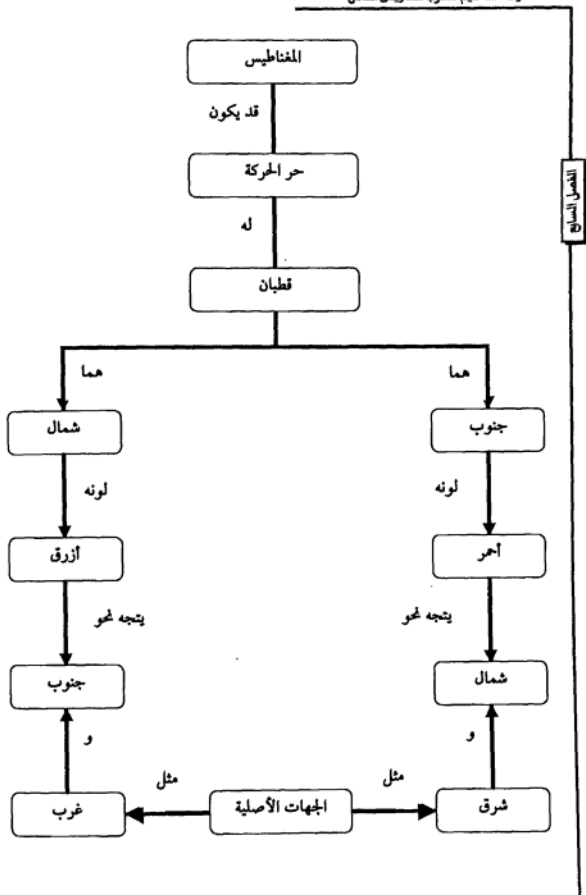 المغناطيس
قد يكون
حر الحركة
له
قطبان
هما
هما
جنوب
شمال
لونه
لونه
أحمر
أزرق
يتجه نحو
يتجه نحو
شمال
جنوب
و
و
شرق
مثل
الجهات الأصلية
مثل
غرب
الفصل السابع